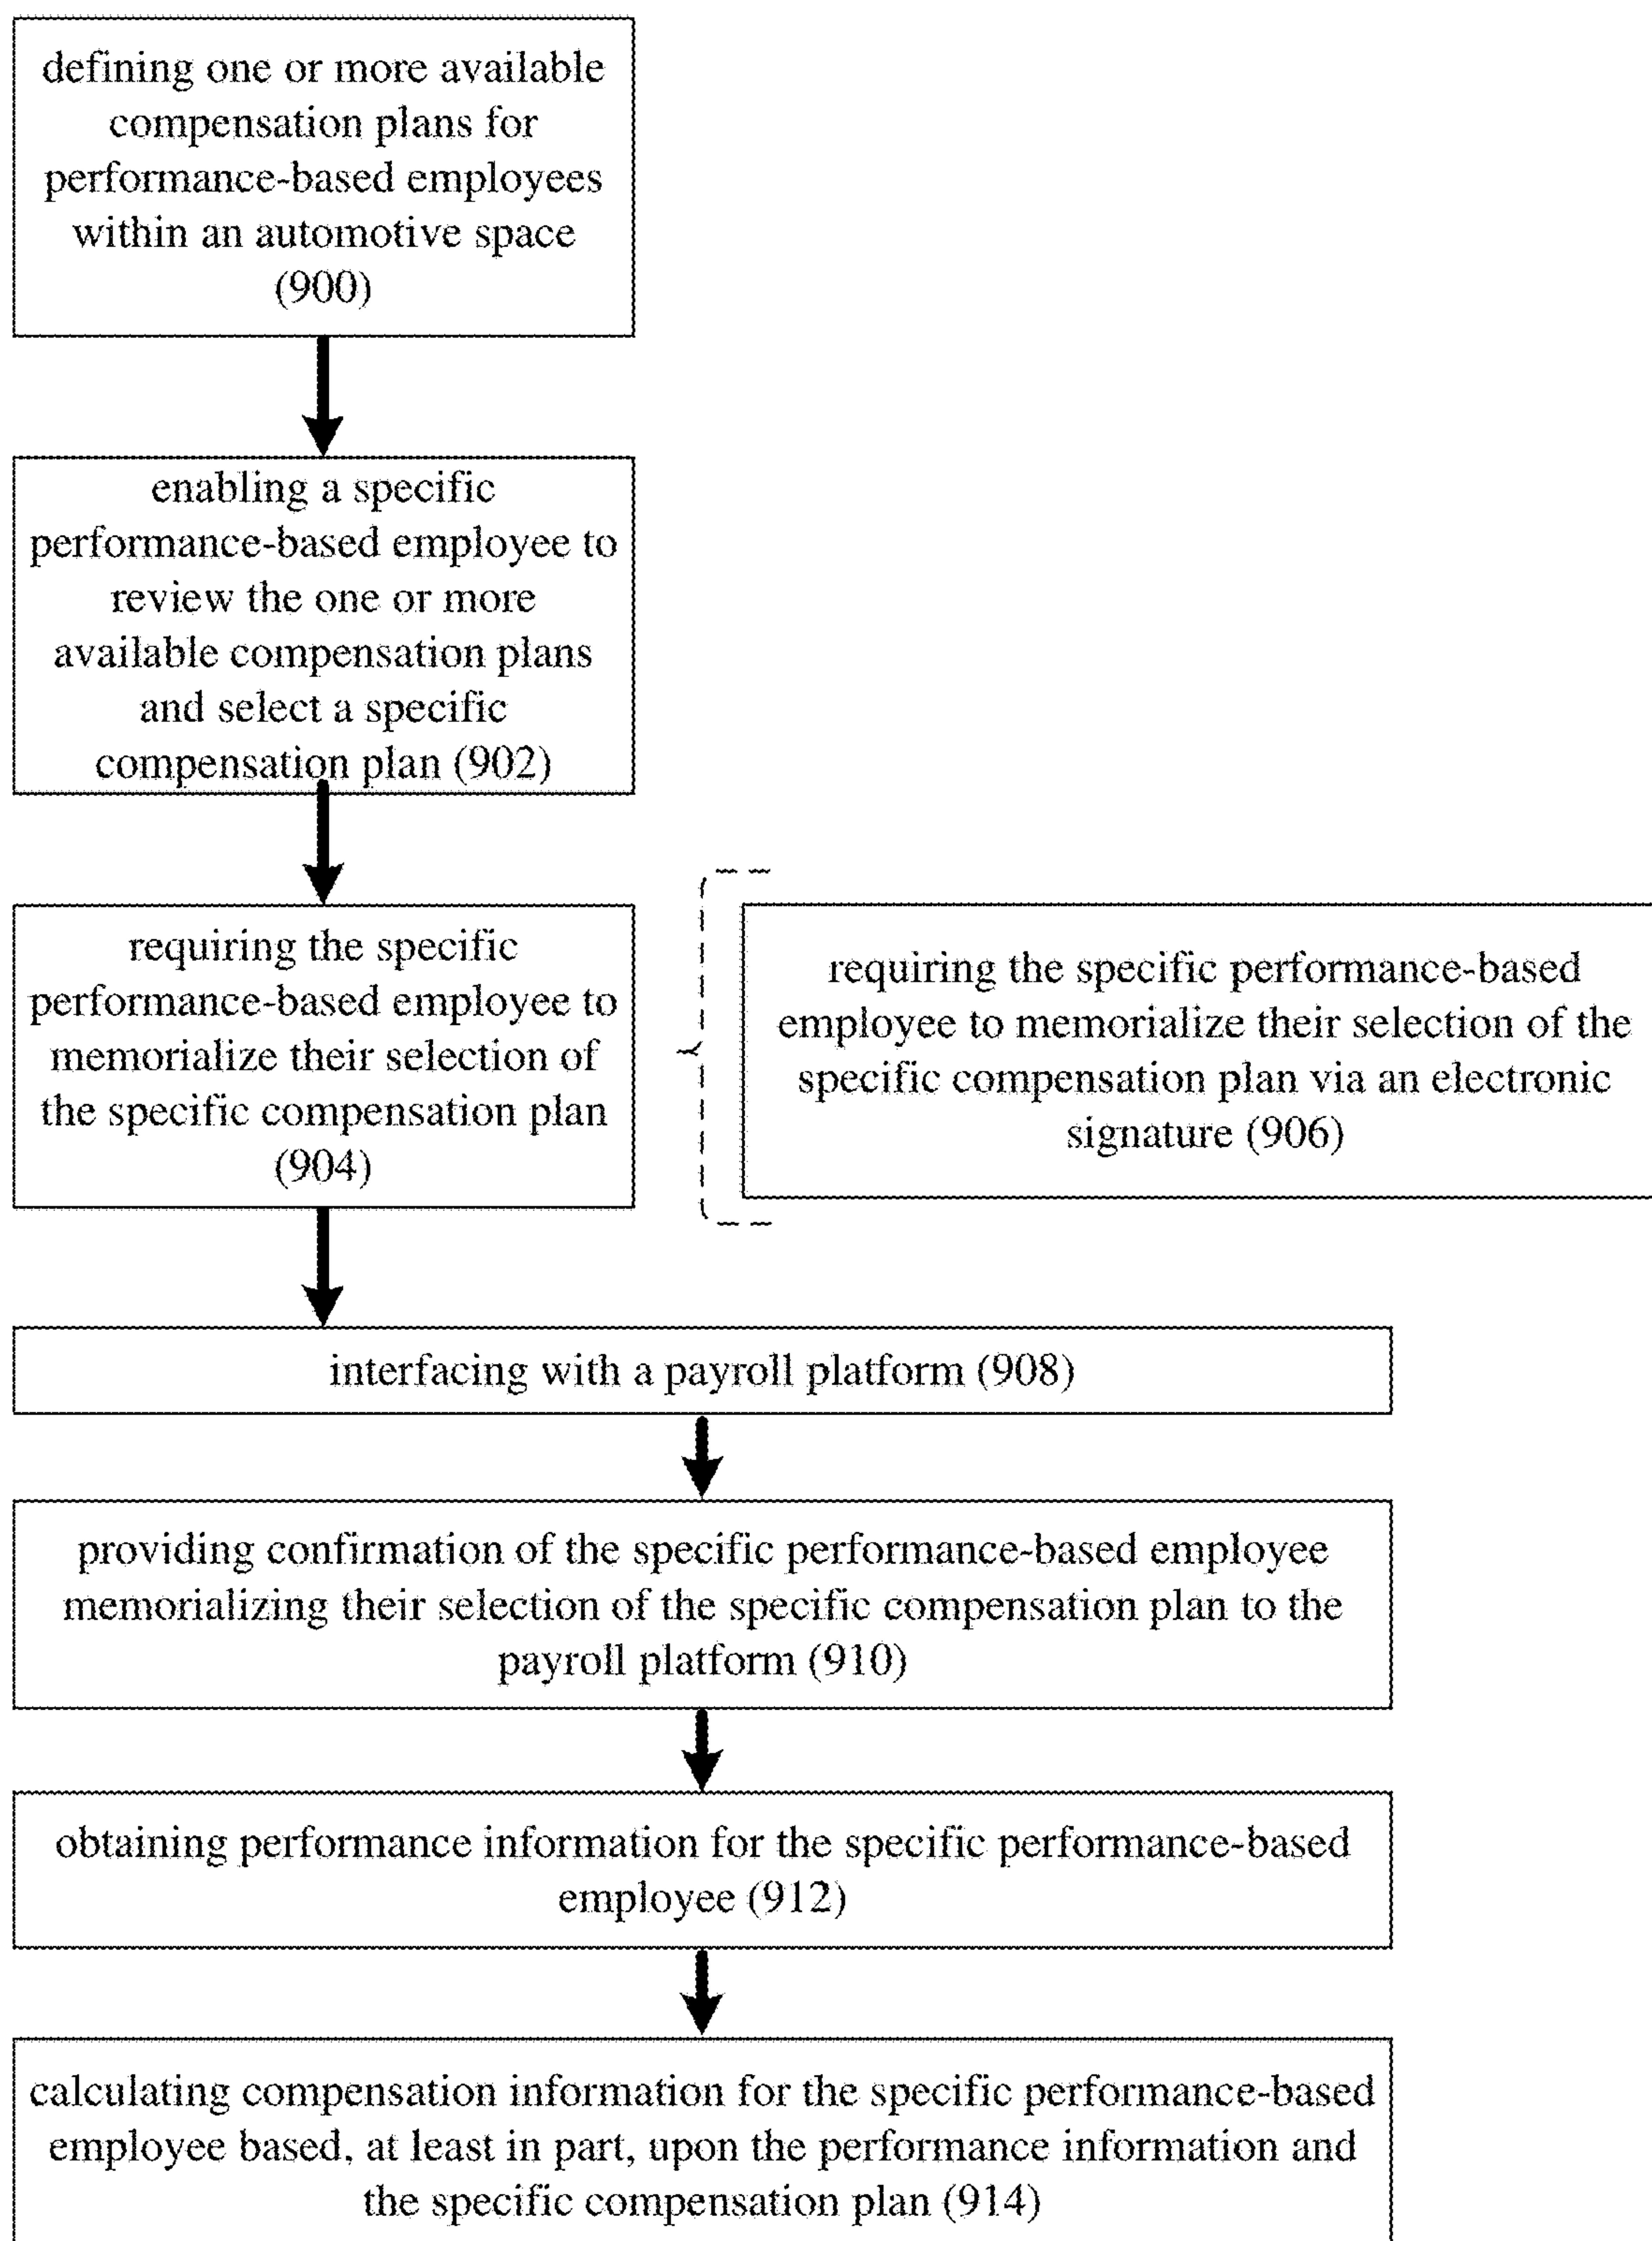 defining one or more available
compensation plans for
performance-based employees
within an automotive space
(900)
enabling a specific
performance-based employee to
review the one or more
available compensation plans
and select a specific
compensation plan (902)
requiring the specific
performance-based employee to
memorialize their selection of
the specific compensation plan
(904)
requiring the specific performance-based
employee to memorialize their selection of the
specific compensation plan via an electronic
signature (906)
interfacing with a payroll platform (908)
providing confirmation of the specific performance-based employee
memorializing their selection of the specific compensation plan to the
payroll platform (910)
obtaining performance information for the specific performance-based
employee (912)
calculating compensation information for the specific performance-based
employee based, at least in part, upon the performance information and
the specific compensation plan (914)